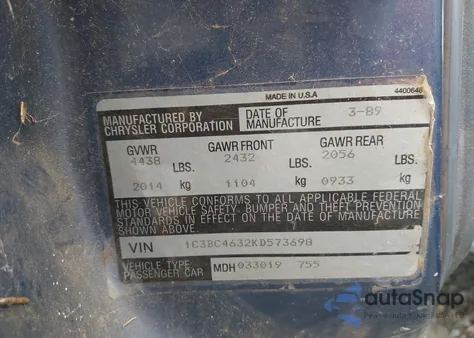 MADE IN U.S.A 4400648
MANUFACTURED BY CHRYSLER CORPORATION
DATE OF MANUFACTURE 3-89
GVWR GAWR FRONT GAWR REAR
4438 LBS. 2432 LBS. 2056 LBS.
2014 kg 1104 kg 0933 kg
THIS VEHICLE CONFORMS TO ALL APPLICABLE FEDERAL
MOTOR VEHICLE SAFETY, BUMPER AND THEFT PREVENTION
STANDARDS IN EFFECT ON THE DATE OF MANUFACTURE
SHOWN ABOVE.
VIN 1C3BC4632KD573698
VEHICLE TYPE
PASSENGER CAR MDH 033019 755
autoSnap